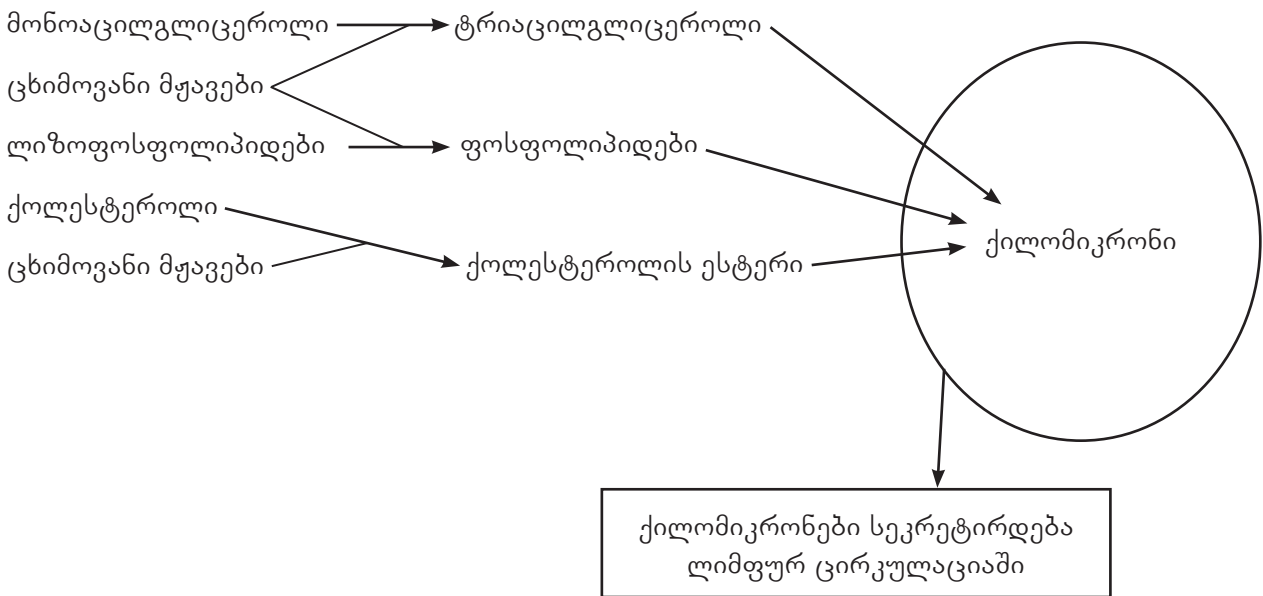 მონოაცილგლიცეროლი
ტრიაცილგლიცეროლი
ცხიმოვანი მჟავები
ლიზოფოსფოლიპიდები
ფოსფოლიპიდები
ქოლესტეროლი
ცხიმოვანი მჟავები
ქოლესტეროლის ესტერი
ქილომიკრონი
ქილომიკრონები სეკრეტირდება
ლიმფურ ცირკულაციაში